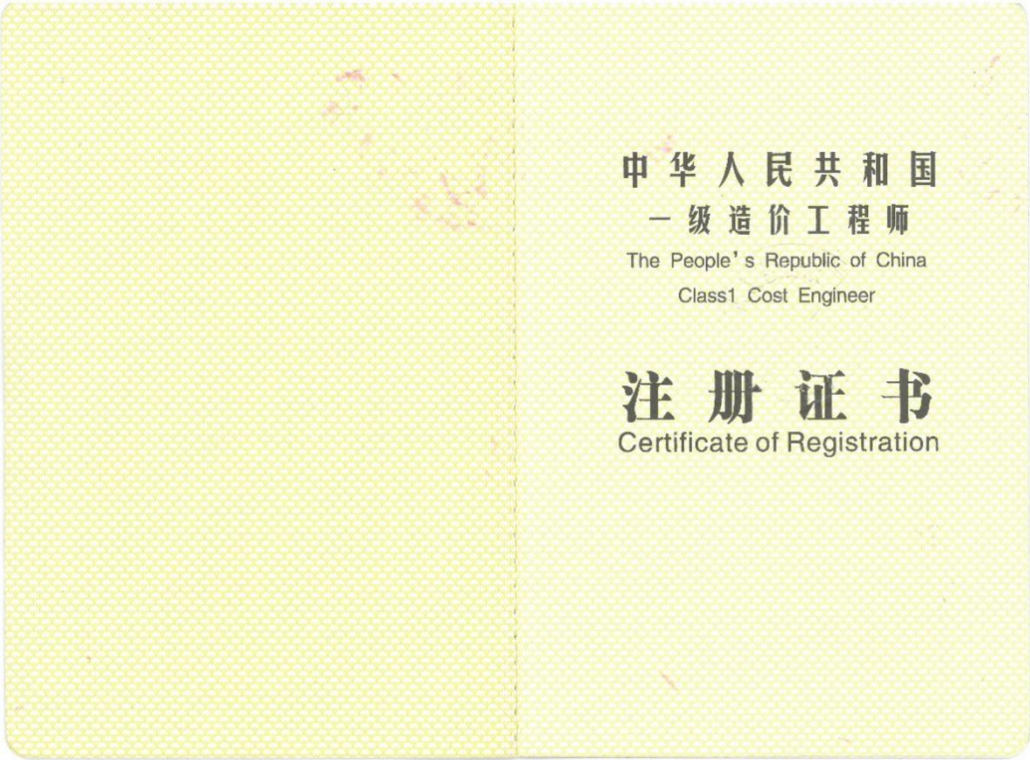 中华人民共和国
一级造价工程师
The People's Republic of China
Class1 Cost Engineer
注册证书
Certificate of Registration